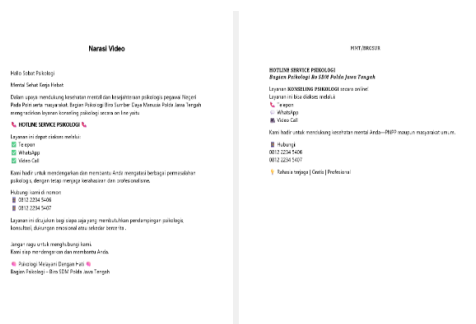 Narasi Video
Hallo Sobat Psikologi
Mental Sehat Kerja Hebat
Dalam upaya mendukung kesehatan mental dan kesejahteraan psikologis pegawai Negeri
Pada Polri serta masyarakat. Bagian Psikologi Biro Sumber Daya Manusia Polda Jawa Tengah
menghadirkan layanan konseling psikologi secara on line yaitu
📞 HOTLINE SERVICE PSIKOLOGI 📞
Layanan ini dapat diakses melalui:
✅ Telepon
✅ WhatsApp
✅ Video Call
Kami hadir untuk mendengarkan dan membantu Anda mengatasi berbagai permasalahan
psikologis, dengan tetap menjaga kerahasiaan dan profesionalisme.
Hubungi kami di nomor
📱 0812 2234 5406
📱 0812 2234 5407
Layanan ini ditujukan bagi siapa saja yang membutuhkan pendampingan psikologis,
konsultasi, dukungan emosional atau sekedar bercerita.
Jangan ragu untuk menghubungi kami.
Kami siap mendengarkan dan membantu Anda.
Psikologi Melayani Dengan Hati
Bagian Psikologi – Biro SDM Polda Jawa Tengah
HOTLINE SERVICE PSIKOLOGI
Bagian Psikologi Ro SDM Polda Jawa Tengah
Layanan KONSELING PSIKOLOGI secara online!
Layanan ini bisa diakses melalui:
📞 Telepon
WhatsApp
Video Call
Kami hadir untuk mendukung kesehatan mental Anda—PNPP maupun masyarakat umum.
📱 Hubungi:
0812 2234 5406
0812 2234 5407
Rahasia terjaga | Gratis | Profesional